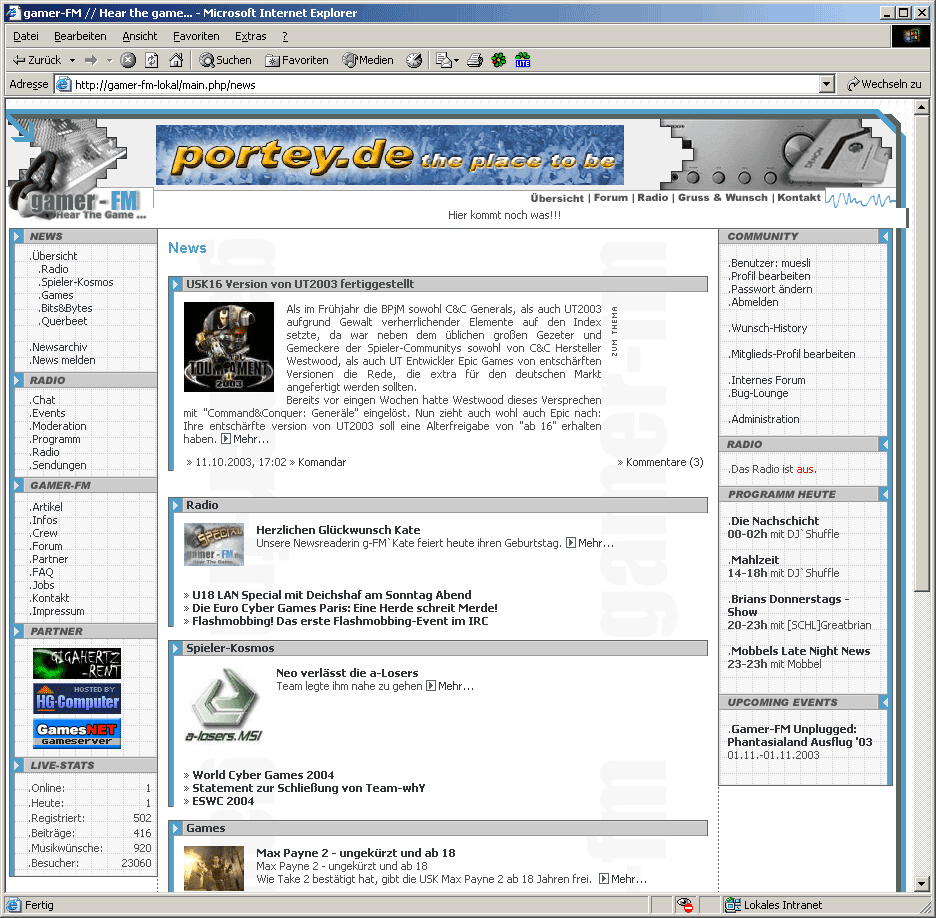 gamer-FM // Hear the game... - Microsoft Internet Explorer
Datei Bearbeiten Ansicht Favoriten Extras ?
Zurück Suchen Favoriten Medien LITE
Adresse http://gamer-fm-lokal/main.php/news Wechseln zu
portey.de the place to be
DENON
gamer - FM
Hear The Game ...
Übersicht | Forum | Radio | Gruss & Wunsch | Kontakt
Hier kommt noch was!!!
NEWS
.Übersicht
.Radio
.Spieler-Kosmos
.Games
.Bits&Bytes
.Querbeet
.Newsarchiv
.News melden
RADIO
.Chat
.Events
.Moderation
.Programm
.Radio
.Sendungen
GAMER-FM
.Artikel
.Infos
.Crew
.Forum
.Partner
.FAQ
.Jobs
.Kontakt
.Impressum
PARTNER
GIGAHERTZ
-RENT
HOSTED BY
HG-Computer
GamesNET
gameserver
LIVE-STATS
.Online: 1
.Heute: 1
.Registriert: 502
.Beiträge: 416
.Musikwünsche: 920
.Besucher: 23060
News
USK16 Version von UT2003 fertiggestellt
TOURNAMENT
2003
Als im Frühjahr die BPjM sowohl C&C Generals, als auch UT2003
aufgrund Gewalt verherrlichender Elemente auf den Index
setzte, da war neben dem üblichen großen Gezeter und
Gemeckere der Spieler-Communitys sowohl von C&C Hersteller
Westwood, als auch UT Entwickler Epic Games von entschärften
Versionen die Rede, die extra für den deutschen Markt
angefertigt werden sollten.
Bereits vor eingen Wochen hatte Westwood dieses Versprechen
mit "Command&Conquer: Generäle" eingelöst. Nun zieht auch wohl auch Epic nach:
Ihre entschärfte version von UT2003 soll eine Alterfreigabe von "ab 16" erhalten
haben. Mehr...
ZUM THEMA
» 11.10.2003, 17:02 » Komandar » Kommentare (3)
Radio
SPECIAL
gamer - FM
Hear The Game ...
Herzlichen Glückwunsch Kate
Unsere Newsreaderin g-FM`Kate feiert heute ihren Geburtstag. Mehr...
» U18 LAN Special mit Deichshaf am Sonntag Abend
» Die Euro Cyber Games Paris: Eine Herde schreit Merde!
» Flashmobbing! Das erste Flashmobbing-Event im IRC
Spieler-Kosmos
a-losers.MSI
Neo verlässt die a-Losers
Team legte ihm nahe zu gehen Mehr...
» World Cyber Games 2004
» Statement zur Schließung von Team-whY
» ESWC 2004
Games
Max Payne 2 - ungekürzt und ab 18
Max Payne 2 - ungekürzt und ab 18
Wie Take 2 bestätigt hat, gibt die USK Max Payne 2 ab 18 Jahren frei. Mehr...
gamer-fm
COMMUNITY
.Benutzer: muesli
.Profil bearbeiten
.Passwort ändern
.Abmelden
.Wunsch-History
.Mitglieds-Profil bearbeiten
.Internes Forum
.Bug-Lounge
.Administration
RADIO
.Das Radio ist aus.
PROGRAMM HEUTE
.Die Nachschicht
00-02h mit DJ`Shuffle
.Mahlzeit
14-18h mit DJ`Shuffle
.Brians Donnerstags -
Show
20-23h mit [SCHL]Greatbrian
.Mobbels Late Night News
23-23h mit Mobbel
UPCOMING EVENTS
.Gamer-FM Unplugged:
Phantasialand Ausflug '03
01.11.-01.11.2003
Fertig Lokales Intranet